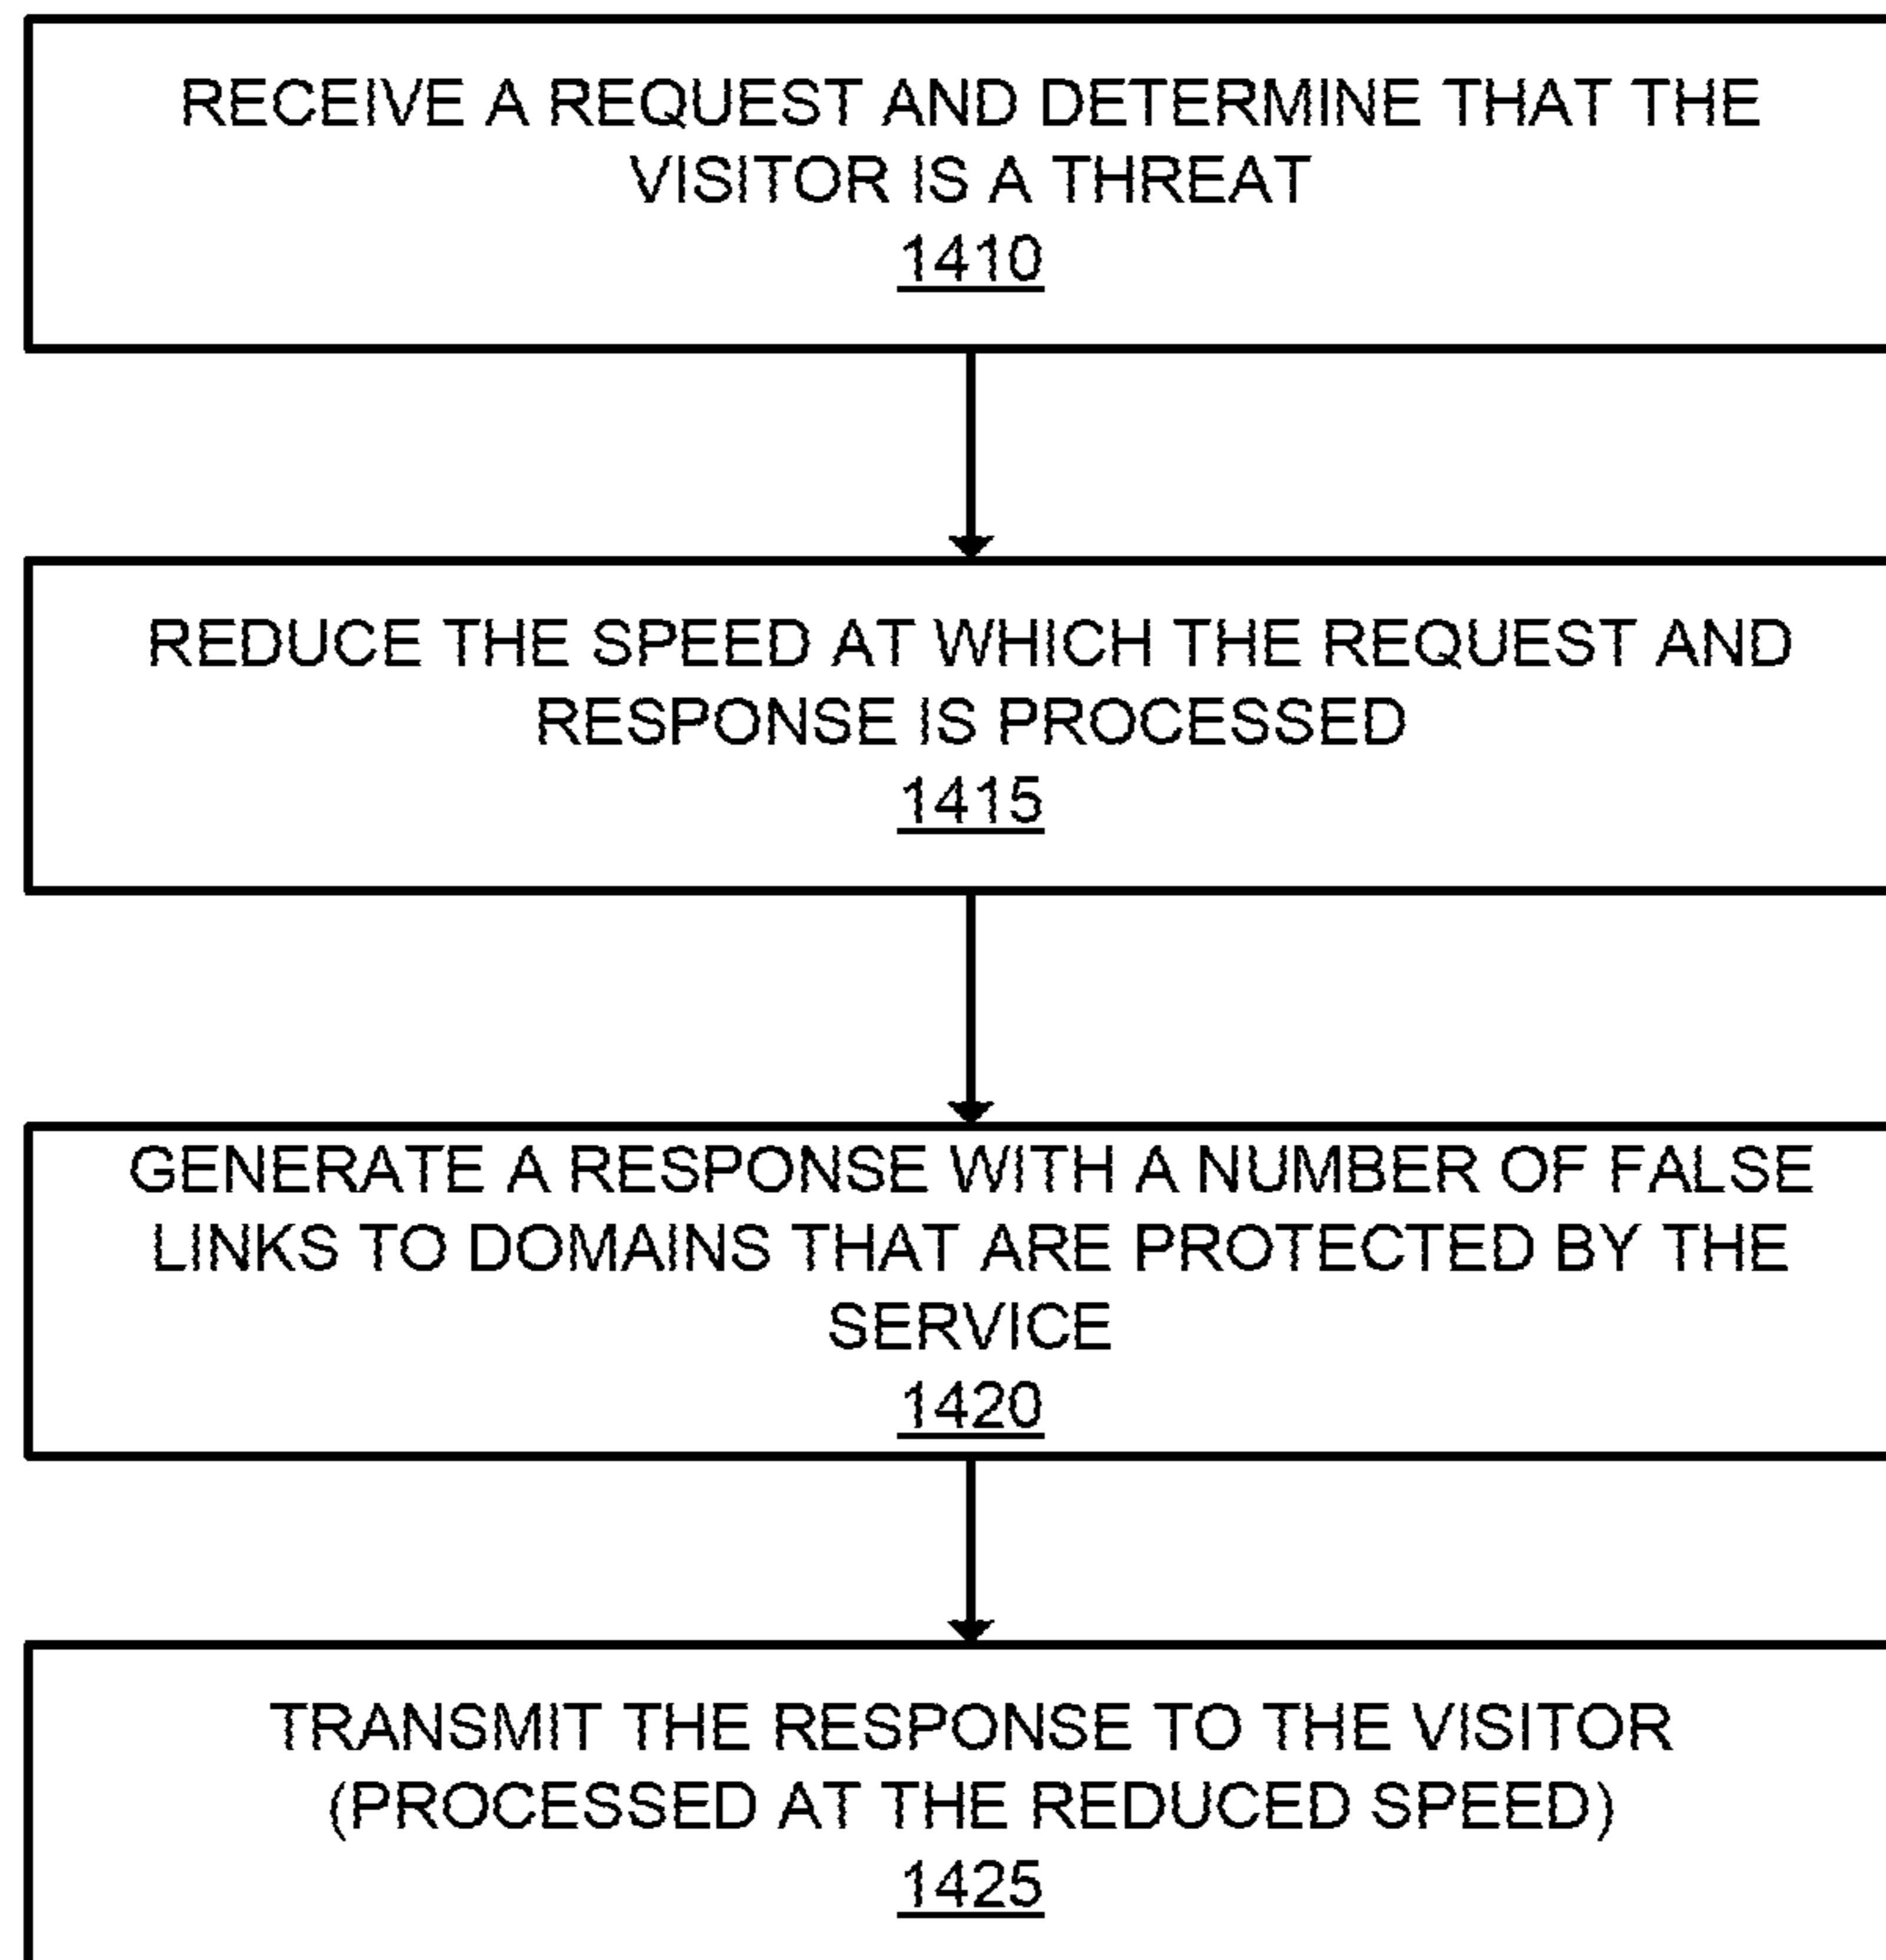 RECEIVE A REQUEST AND DETERMINE THAT THE
VISITOR IS A THREAT
1410
REDUCE THE SPEED AT WHICH THE REQUEST AND
RESPONSE IS PROCESSED
1415
GENERATE A RESPONSE WITH A NUMBER OF FALSE
LINKS TO DOMAINS THAT ARE PROTECTED BY THE
SERVICE
1420
TRANSMIT THE RESPONSE TO THE VISITOR
(PROCESSED AT THE REDUCED SPEED)
1425